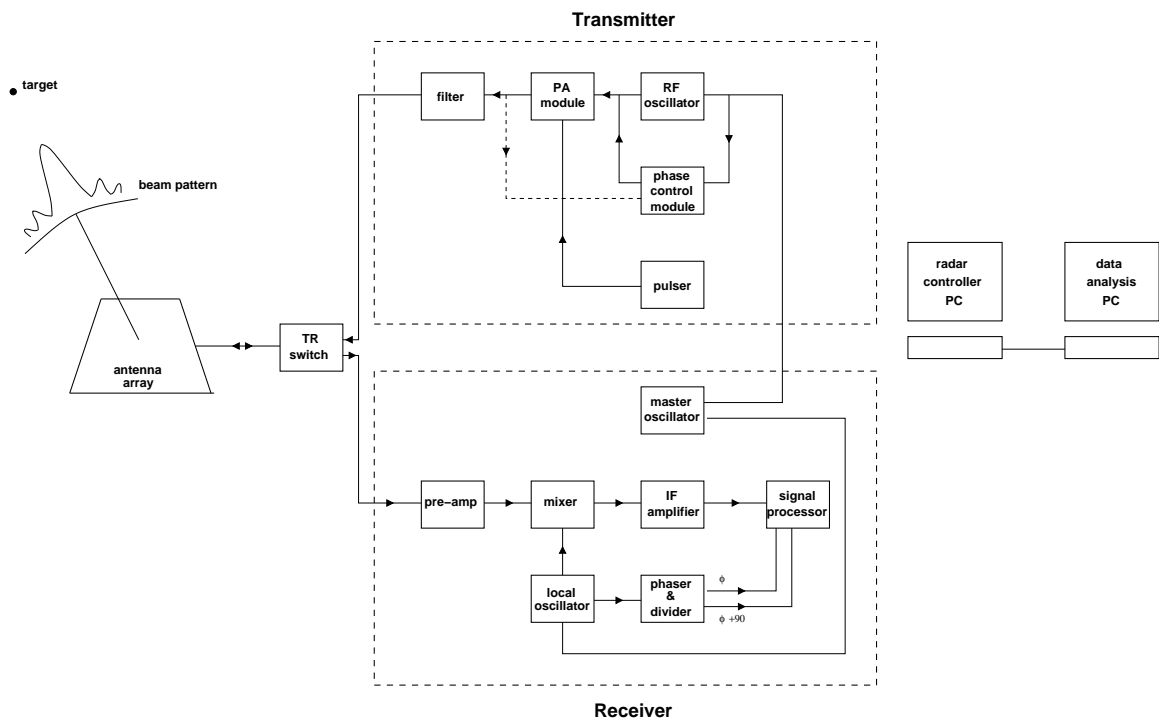 Transmitter
target
filter
PA
module
RF
oscillator
phase
control
module
beam pattern
pulser
radar
controller
PC
data
analysis
PC
TR
switch
antenna
array
master
oscillator
pre−amp
mixer
IF
amplifier
signal
processor
local
oscillator
phaser
&
divider
ϕ
ϕ +90
Receiver